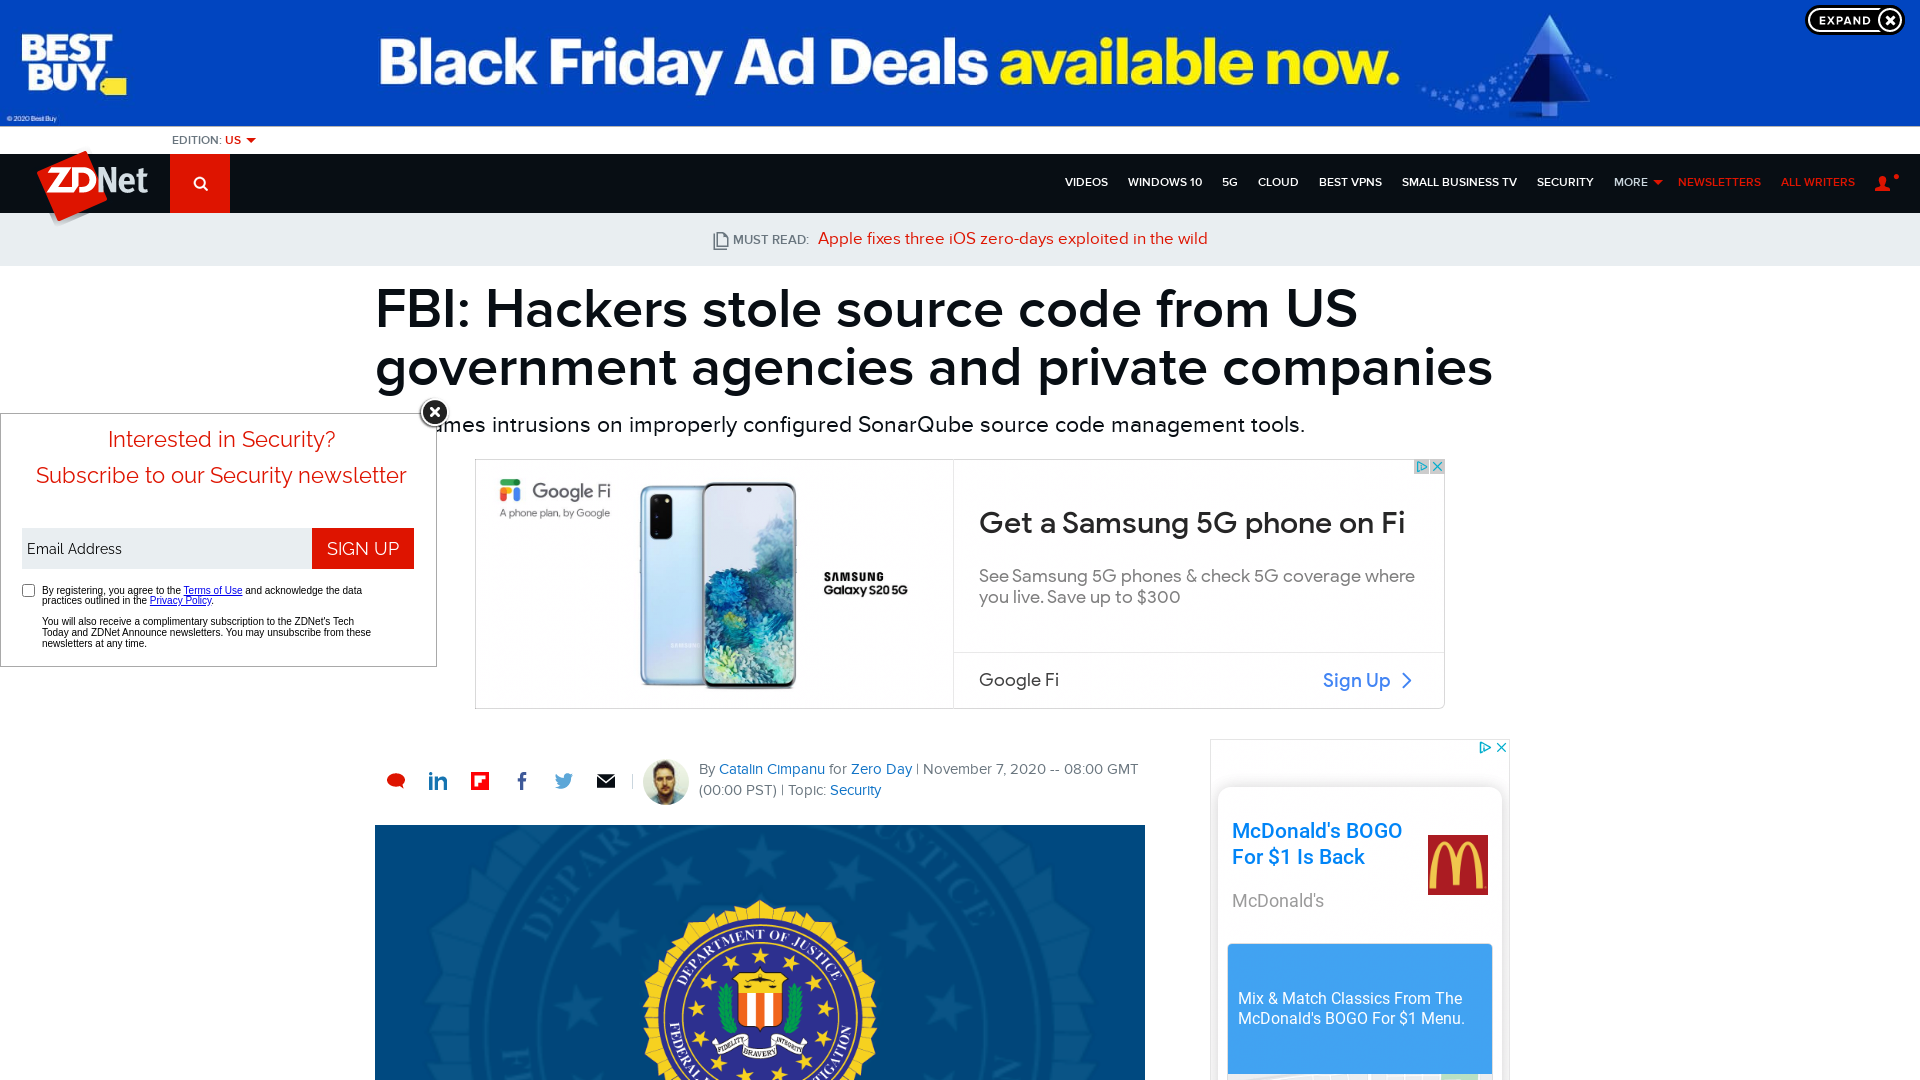 BEST
BUY
Black Friday Ad Deals available now.
EXPAND
© 2020 Best Buy
EDITION: US
ZDNet
VIDEOS WINDOWS 10 5G CLOUD BEST VPNS SMALL BUSINESS TV SECURITY MORE NEWSLETTERS ALL WRITERS
MUST READ: Apple fixes three iOS zero-days exploited in the wild
FBI: Hackers stole source code from US
government agencies and private companies
intrusions on improperly configured SonarQube source code management tools.
Interested in Security?
Subscribe to our Security newsletter
Email Address
SIGN UP
By registering, you agree to the Terms of Use and acknowledge the data
practices outlined in the Privacy Policy.
You will also receive a complimentary subscription to the ZDNet's Tech
Today and ZDNet Announce newsletters. You may unsubscribe from these
newsletters at any time.
Google Fi
A phone plan, by Google
SAMSUNG
SAMSUNG
Galaxy S20 5G
Get a Samsung 5G phone on Fi
See Samsung 5G phones & check 5G coverage where
you live. Save up to $300
Google Fi
Sign Up
By Catalin Cimpanu for Zero Day | November 7, 2020 -- 08:00 GMT
(00:00 PST) | Topic: Security
DEPARTMENT OF JUSTICE
FIDELITY BRAVERY INTEGRITY
McDonald's BOGO
For $1 Is Back
McDonald's
Mix & Match Classics From The
McDonald's BOGO For $1 Menu.